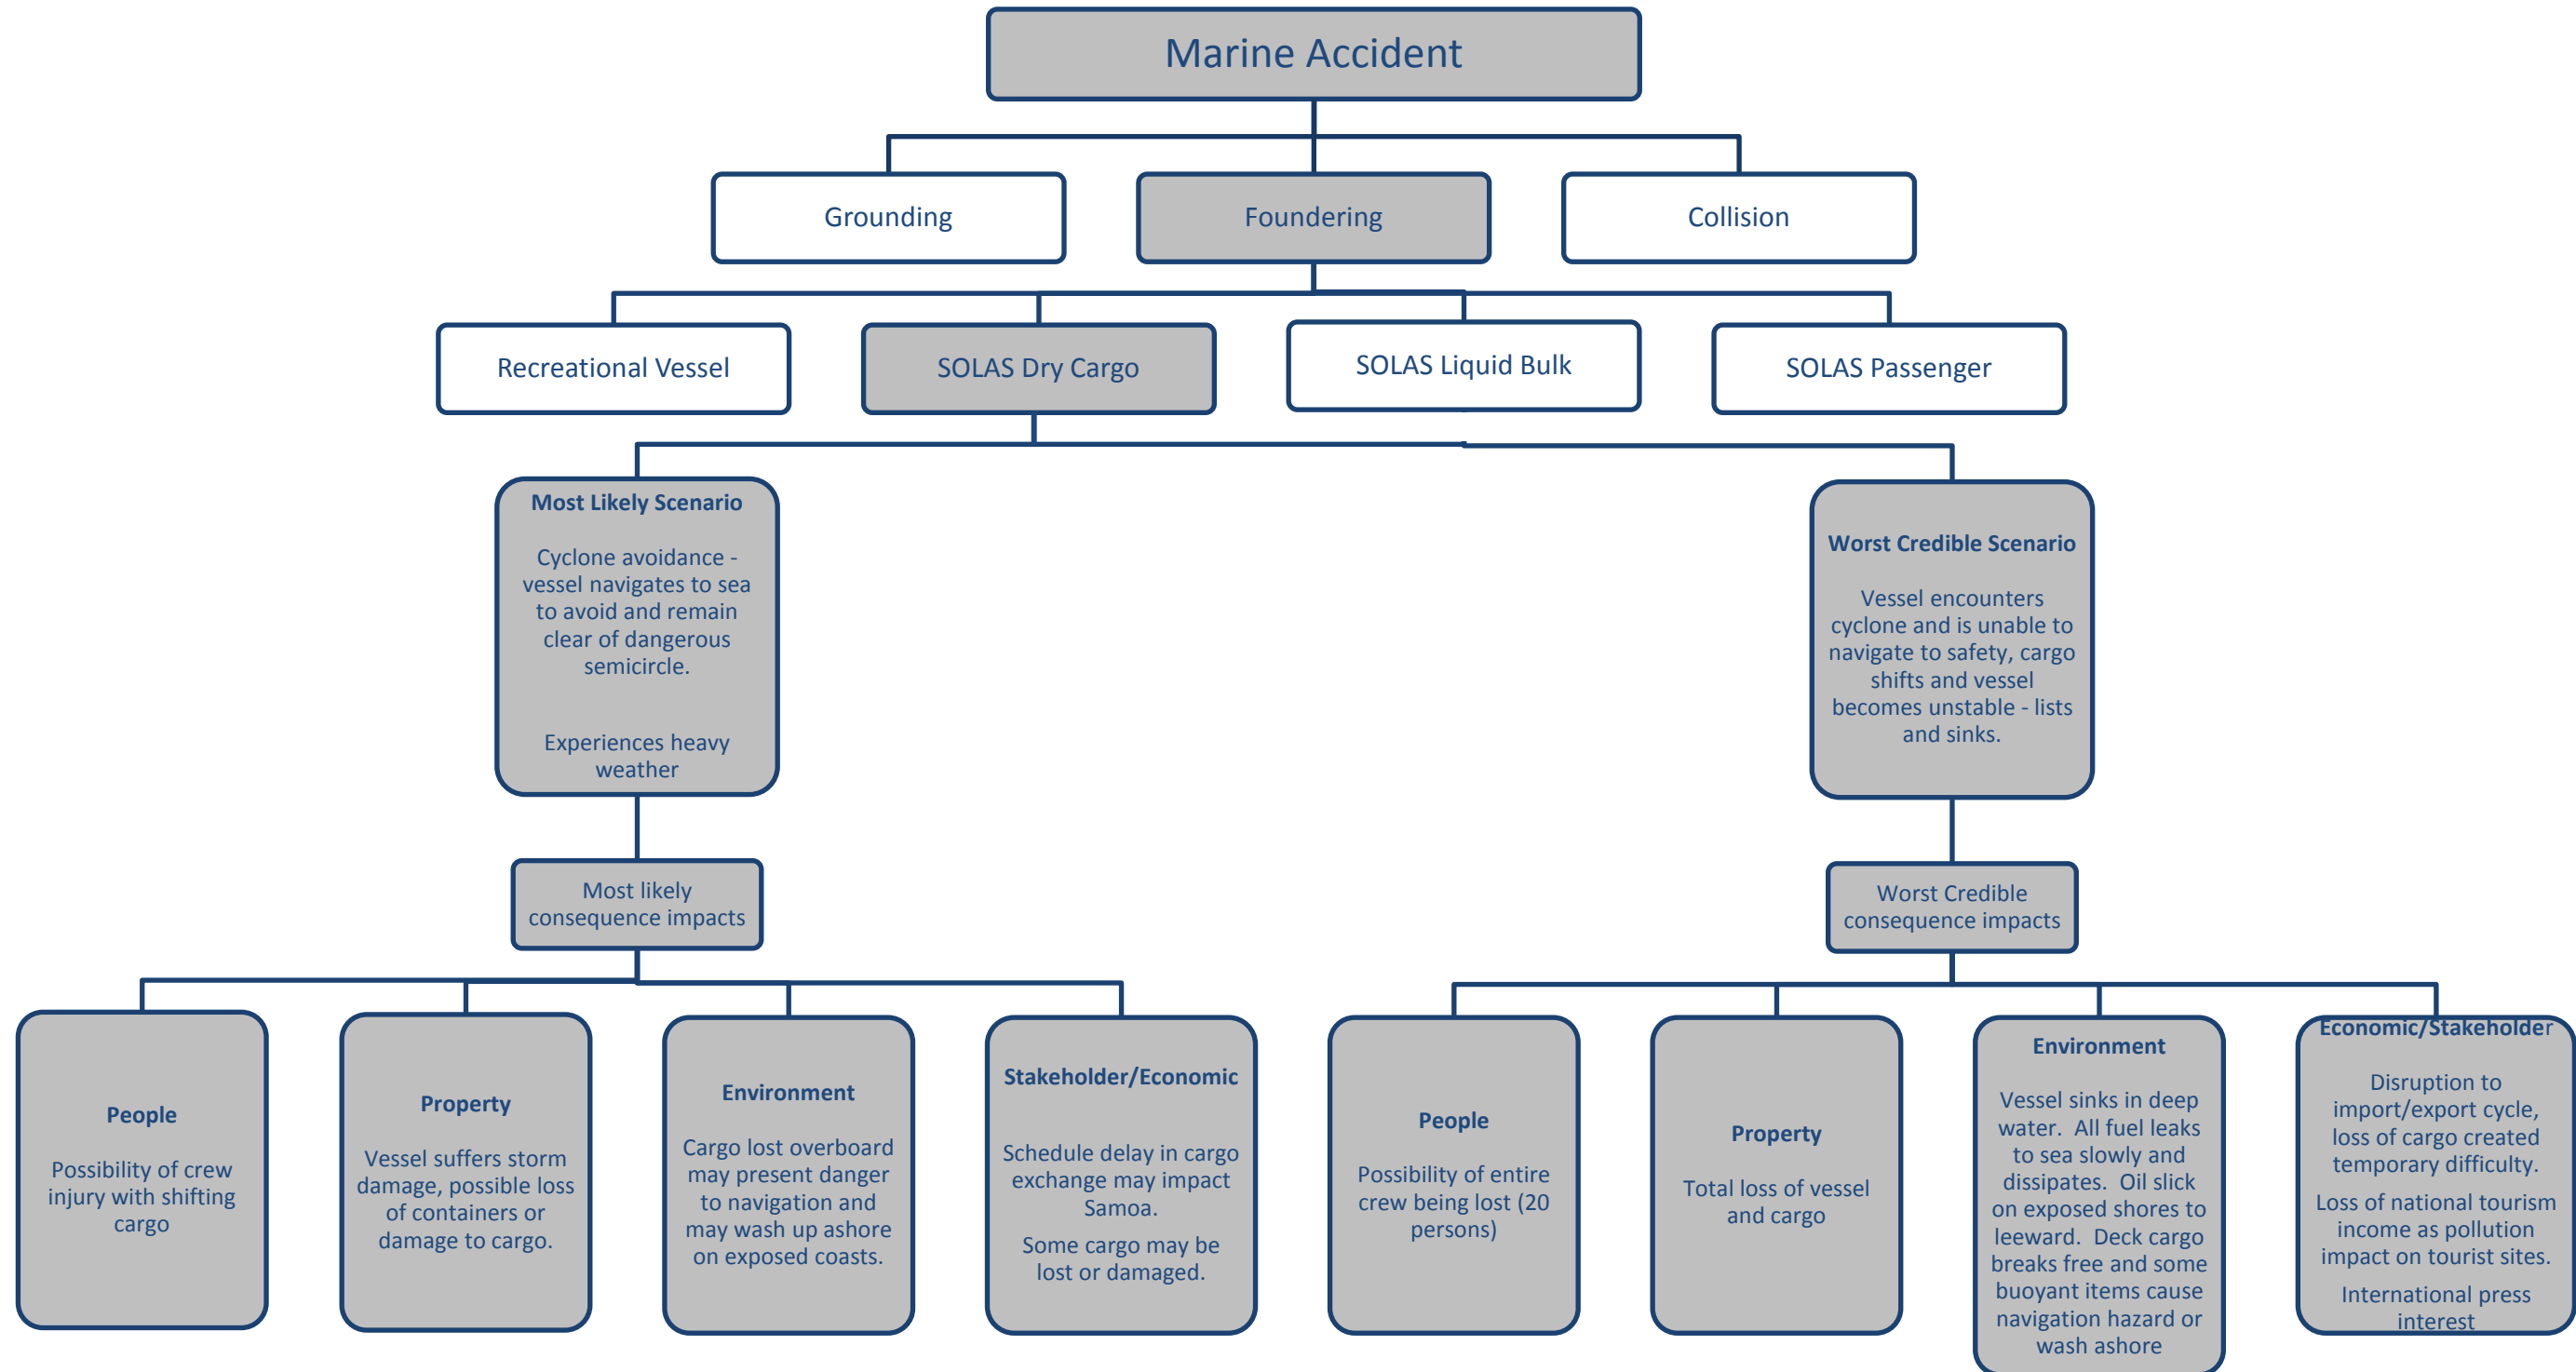 Marine Accident
Grounding
Foundering
Collision
Recreational Vessel
SOLAS Dry Cargo
SOLAS Liquid Bulk
SOLAS Passenger
Most Likely Scenario
Cyclone avoidance -
vessel navigates to sea
to avoid and remain
clear of dangerous
semicircle.
Experiences heavy
weather
Worst Credible Scenario
Vessel encounters
cyclone and is unable to
navigate to safety, cargo
shifts and vessel
becomes unstable - lists
and sinks.
Most likely
consequence impacts
Worst Credible
consequence impacts
People
Possibility of crew
injury with shifting
cargo
Property
Vessel suffers storm
damage, possible loss
of containers or
damage to cargo.
Environment
Cargo lost overboard
may present danger
to navigation and
may wash up ashore
on exposed coasts.
Stakeholder/Economic
Schedule delay in cargo
exchange may impact
Samoa.
Some cargo may be
lost or damaged.
People
Possibility of entire
crew being lost (20
persons)
Property
Total loss of vessel
and cargo
Environment
Vessel sinks in deep
water.  All fuel leaks
to sea slowly and
dissipates.  Oil slick
on exposed shores to
leeward.  Deck cargo
breaks free and some
buoyant items cause
navigation hazard or
wash ashore
Economic/Stakeholder
Disruption to
import/export cycle,
loss of cargo created
temporary difficulty.
Loss of national tourism
income as pollution
impact on tourist sites.
International press
interest